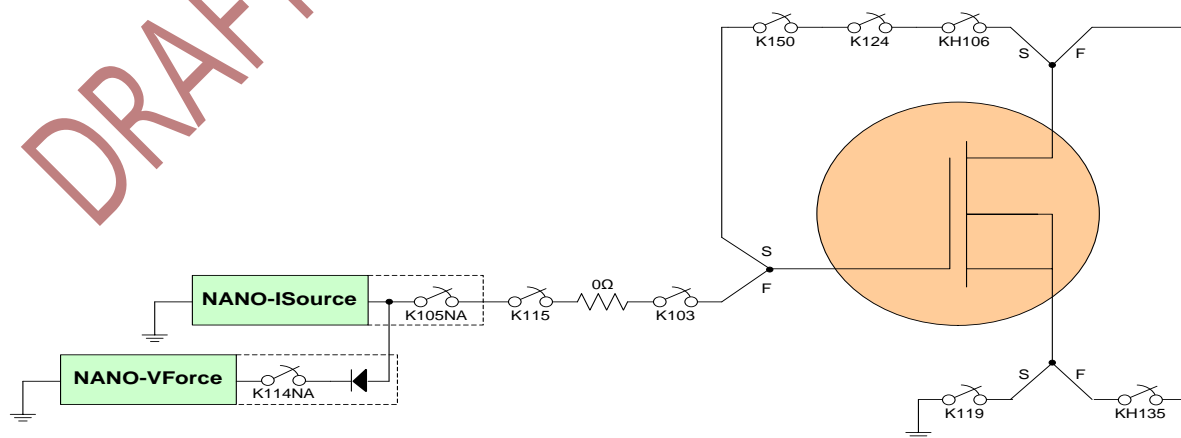 DRAFT
K150
K124
KH106
S
F
S
F
NANO-ISource
K105NA
K115
0Ω
K103
NANO-VForce
K114NA
S
F
K119
KH135